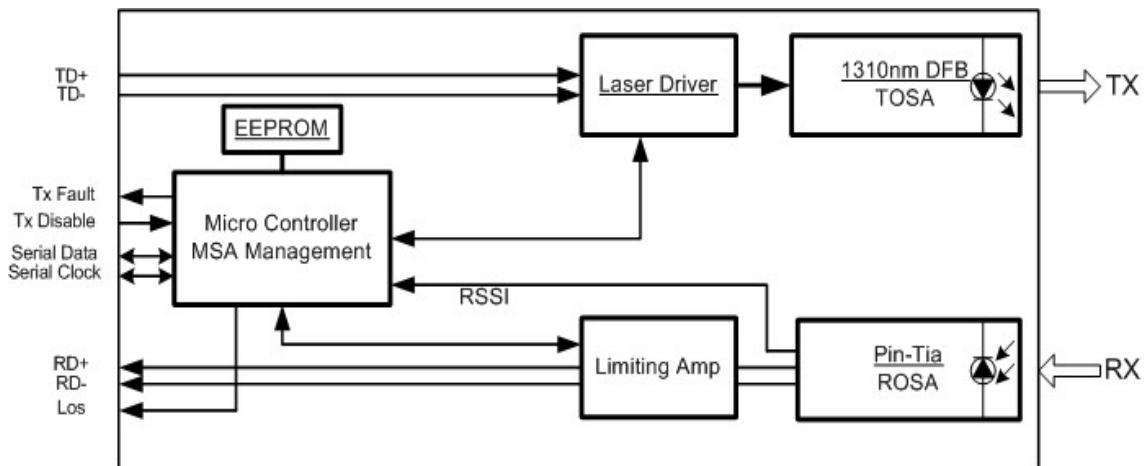 TD+
TD-
Laser Driver
1310nm DFB
TOSA
TX
EEPROM
Tx Fault
Tx Disable
Serial Data
Serial Clock
Micro Controller
MSA Management
RSSI
RD+
RD-
Los
Limiting Amp
Pin-Tia
ROSA
RX